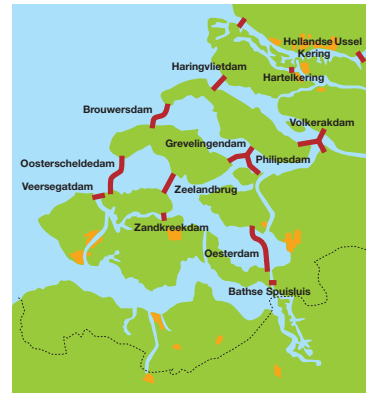 Hollandse IJssel
Kering
Haringvlietdam
Hartelkering
Brouwersdam
Volkerakdam
Grevelingendam
Oosterscheldedam
Philipsdam
Veersegatdam
Zeelandbrug
Zandkreekdam
Oesterdam
Bathse Spuisluis